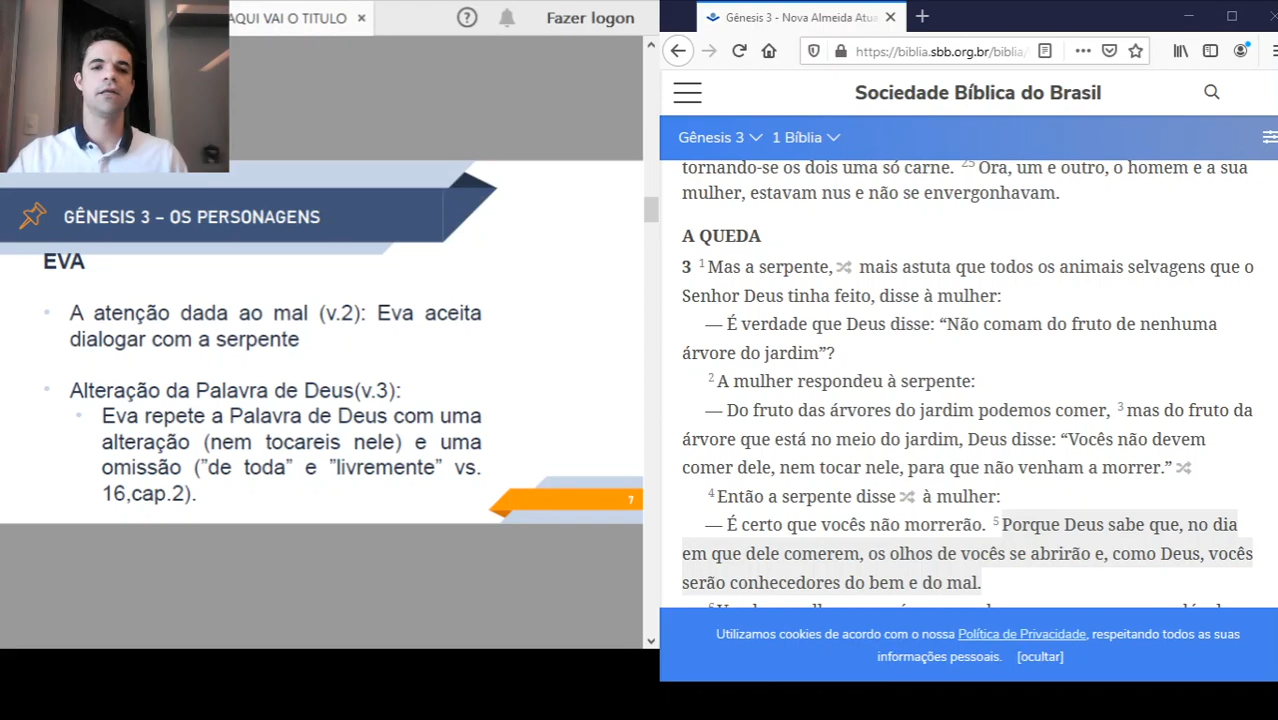 AQUI VAI O TITULO
Fazer logon
GÊNESIS 3 – OS PERSONAGENS
EVA
• A atenção dada ao mal (v.2): Eva aceita
dialogar com a serpente
• Alteração da Palavra de Deus(v.3):
• Eva repete a Palavra de Deus com uma
alteração (nem tocareis nele) e uma
omissão (”de toda” e ”livremente” vs.
16,cap.2).
7
Gênesis 3 - Nova Almeida Atua
https://biblia.sbb.org.br/biblia/
Sociedade Bíblica do Brasil
Gênesis 3 1 Bíblia
tornando-se os dois uma só carne. 25 Ora, um e outro, o homem e a sua
mulher, estavam nus e não se envergonhavam.
A QUEDA
3 1 Mas a serpente, mais astuta que todos os animais selvagens que o
Senhor Deus tinha feito, disse à mulher:
— É verdade que Deus disse: “Não comam do fruto de nenhuma
árvore do jardim”?
2 A mulher respondeu à serpente:
— Do fruto das árvores do jardim podemos comer, 3 mas do fruto da
árvore que está no meio do jardim, Deus disse: “Vocês não devem
comer dele, nem tocar nele, para que não venham a morrer.”
4 Então a serpente disse à mulher:
— É certo que vocês não morrerão. 5 Porque Deus sabe que, no dia
em que dele comerem, os olhos de vocês se abrirão e, como Deus, vocês
serão conhecedores do bem e do mal.
Utilizamos cookies de acordo com o nossa Política de Privacidade, respeitando todos as suas
informações pessoais. [ocultar]